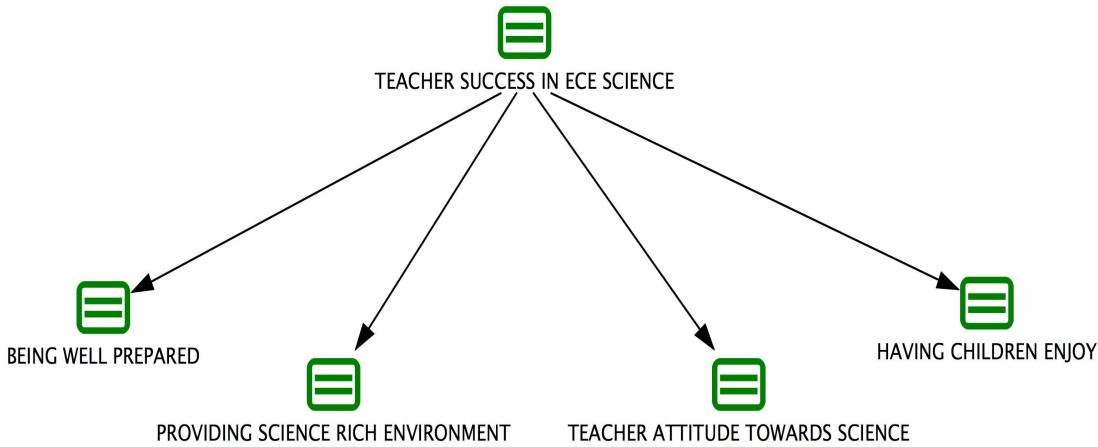 TEACHER SUCCESS IN ECE SCIENCE
BEING WELL PREPARED
HAVING CHILDREN ENJOY
PROVIDING SCIENCE RICH ENVIRONMENT
TEACHER ATTITUDE TOWARDS SCIENCE